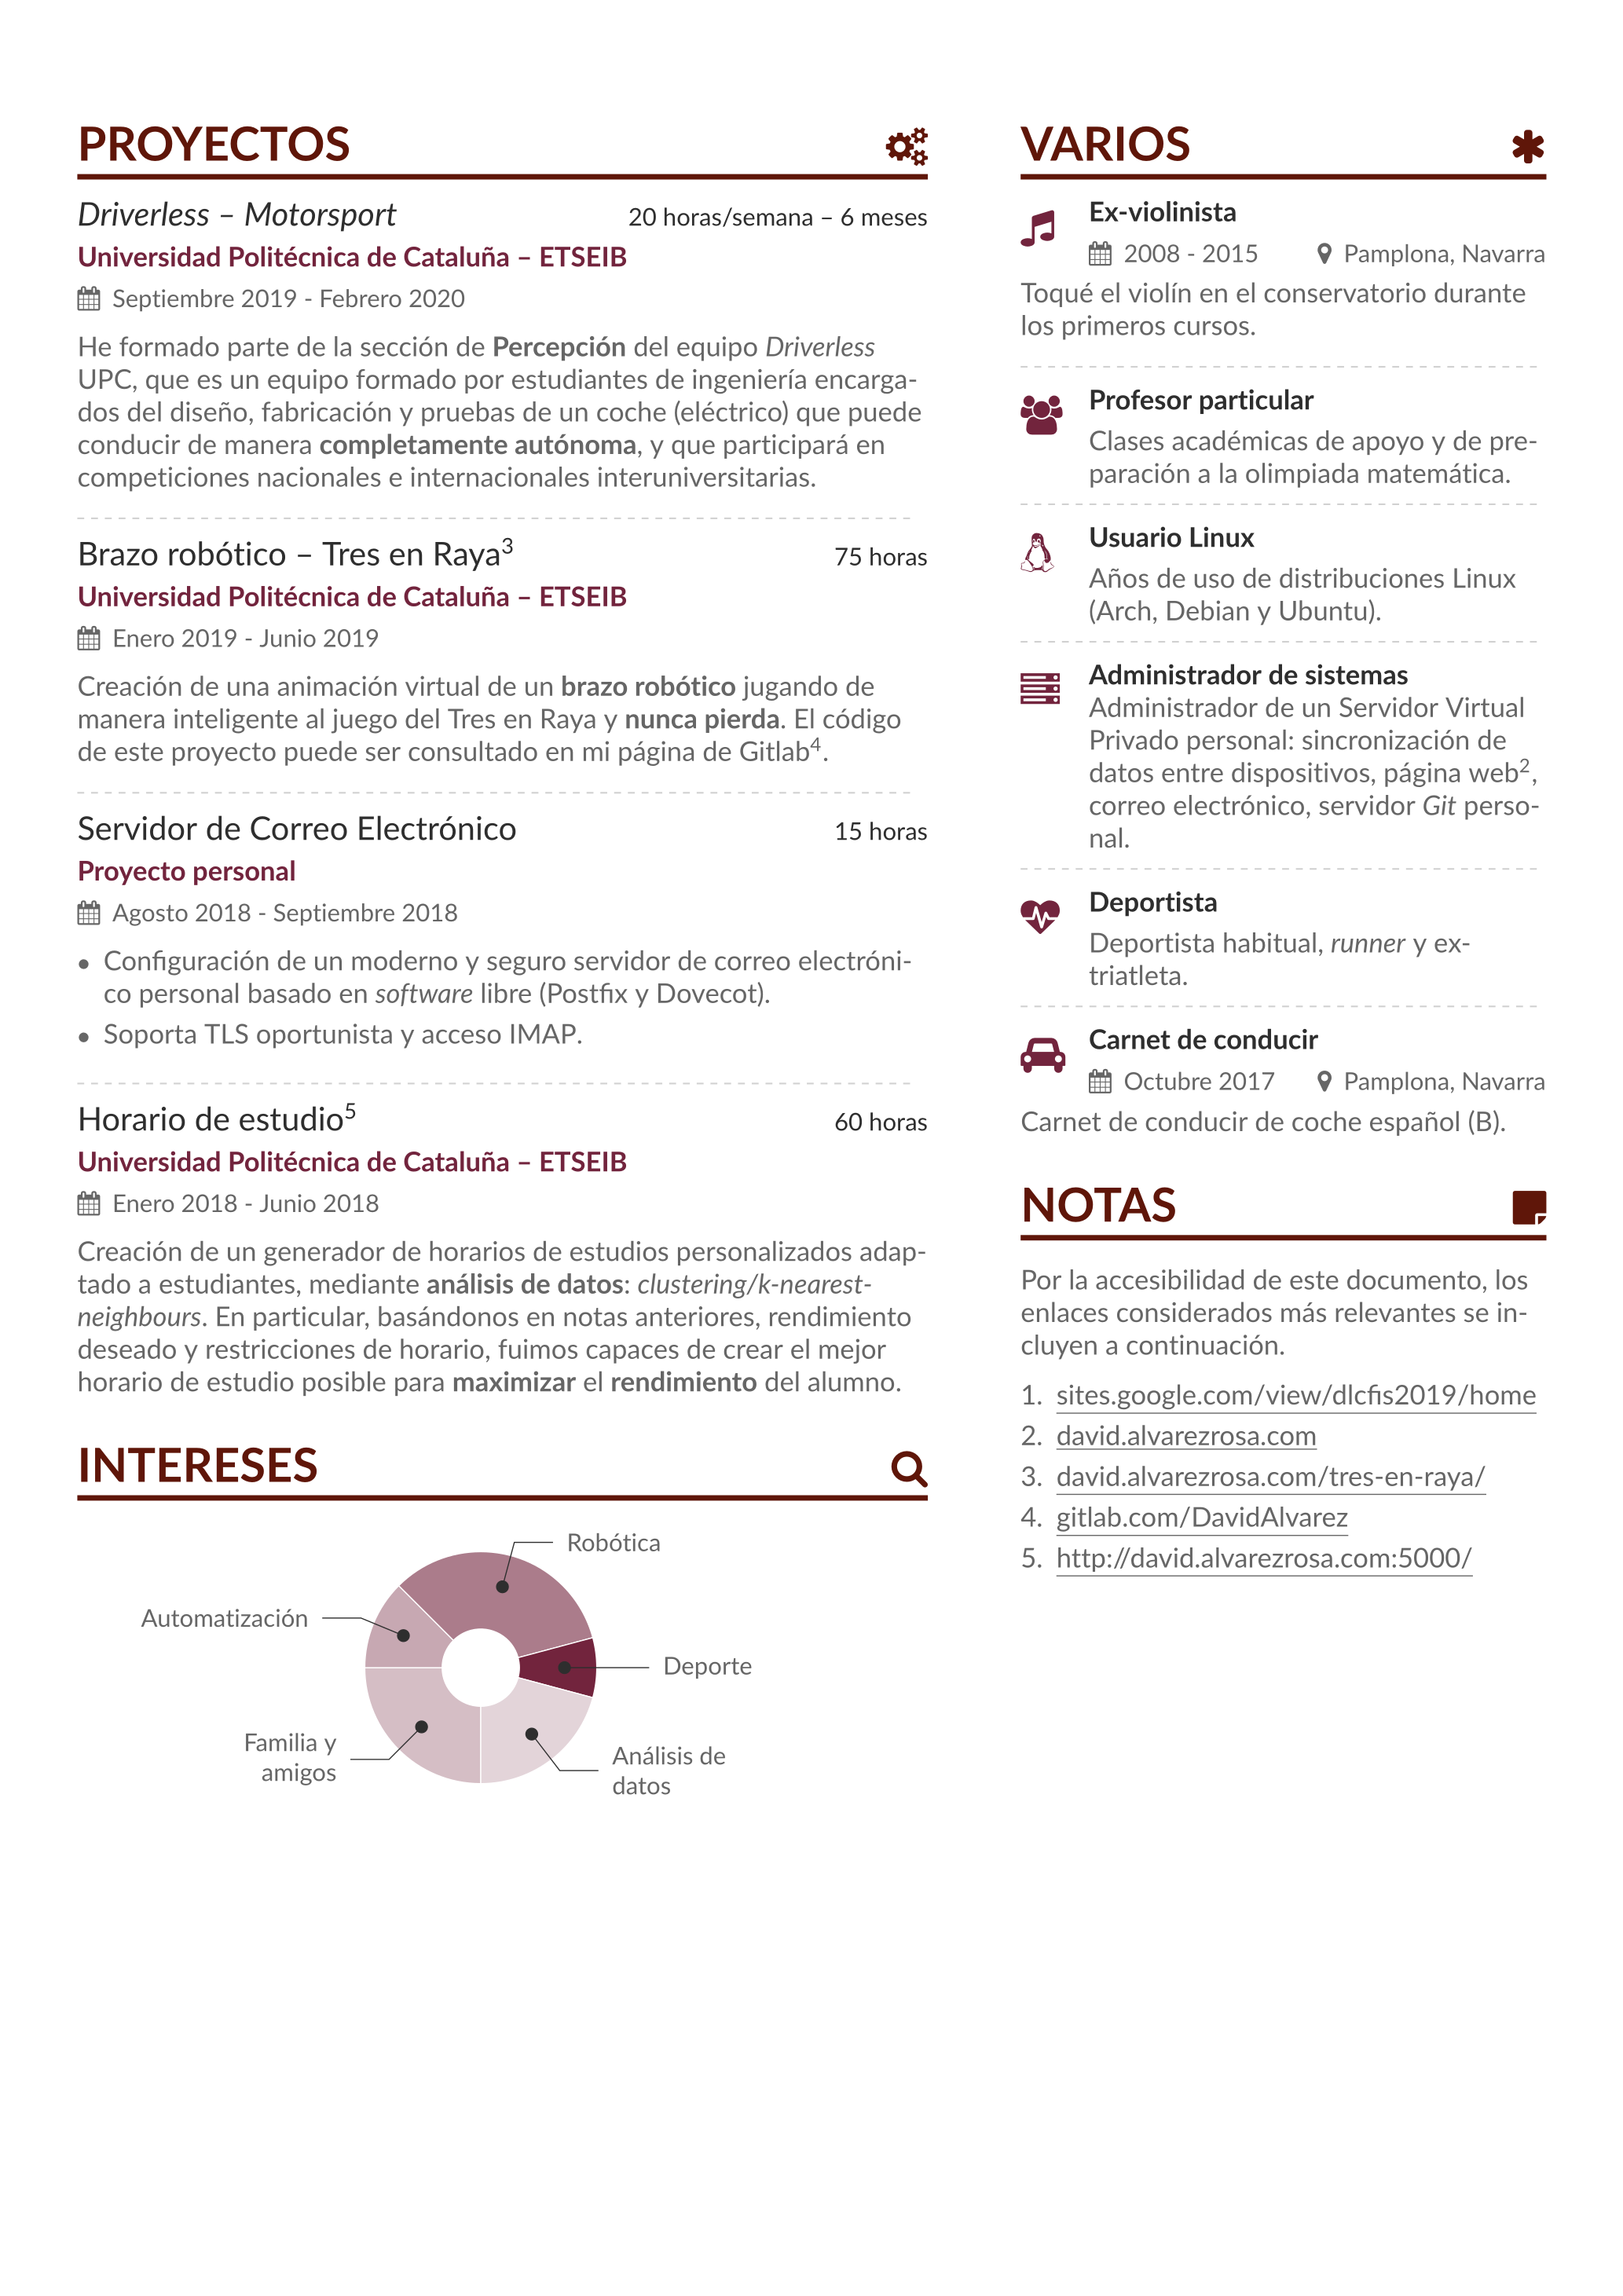 PROYECTOS
Driverless – Motorsport 20 horas/semana – 6 meses
Universidad Politécnica de Cataluña – ETSEIB
Septiembre 2019 - Febrero 2020
He formado parte de la sección de Percepción del equipo Driverless
UPC, que es un equipo formado por estudiantes de ingeniería encarga-
dos del diseño, fabricación y pruebas de un coche (eléctrico) que puede
conducir de manera completamente autónoma, y que participará en
competiciones nacionales e internacionales interuniversitarias.
Brazo robótico – Tres en Raya³ 75 horas
Universidad Politécnica de Cataluña – ETSEIB
Enero 2019 - Junio 2019
Creación de una animación virtual de un brazo robótico jugando de
manera inteligente al juego del Tres en Raya y nunca pierda. El código
de este proyecto puede ser consultado en mi página de Gitlab⁴.
Servidor de Correo Electrónico 15 horas
Proyecto personal
Agosto 2018 - Septiembre 2018
• Configuración de un moderno y seguro servidor de correo electróni-
co personal basado en software libre (Postfix y Dovecot).
• Soporta TLS oportunista y acceso IMAP.
Horario de estudio⁵ 60 horas
Universidad Politécnica de Cataluña – ETSEIB
Enero 2018 - Junio 2018
Creación de un generador de horarios de estudios personalizados adap-
tado a estudiantes, mediante análisis de datos: clustering/k-nearest-
neighbours. En particular, basándonos en notas anteriores, rendimiento
deseado y restricciones de horario, fuimos capaces de crear el mejor
horario de estudio posible para maximizar el rendimiento del alumno.
INTERESES
Robótica
Automatización
Deporte
Familia y
amigos
Análisis de
datos
VARIOS
Ex-violinista
2008 - 2015 Pamplona, Navarra
Toqué el violín en el conservatorio durante
los primeros cursos.
Profesor particular
Clases académicas de apoyo y de pre-
paración a la olimpiada matemática.
Usuario Linux
Años de uso de distribuciones Linux
(Arch, Debian y Ubuntu).
Administrador de sistemas
Administrador de un Servidor Virtual
Privado personal: sincronización de
datos entre dispositivos, página web²,
correo electrónico, servidor Git perso-
nal.
Deportista
Deportista habitual, runner y ex-
triatleta.
Carnet de conducir
Octubre 2017 Pamplona, Navarra
Carnet de conducir de coche español (B).
NOTAS
Por la accesibilidad de este documento, los
enlaces considerados más relevantes se in-
cluyen a continuación.
1. sites.google.com/view/dlcfis2019/home
2. david.alvarezrosa.com
3. david.alvarezrosa.com/tres-en-raya/
4. gitlab.com/DavidAlvarez
5. http://david.alvarezrosa.com:5000/